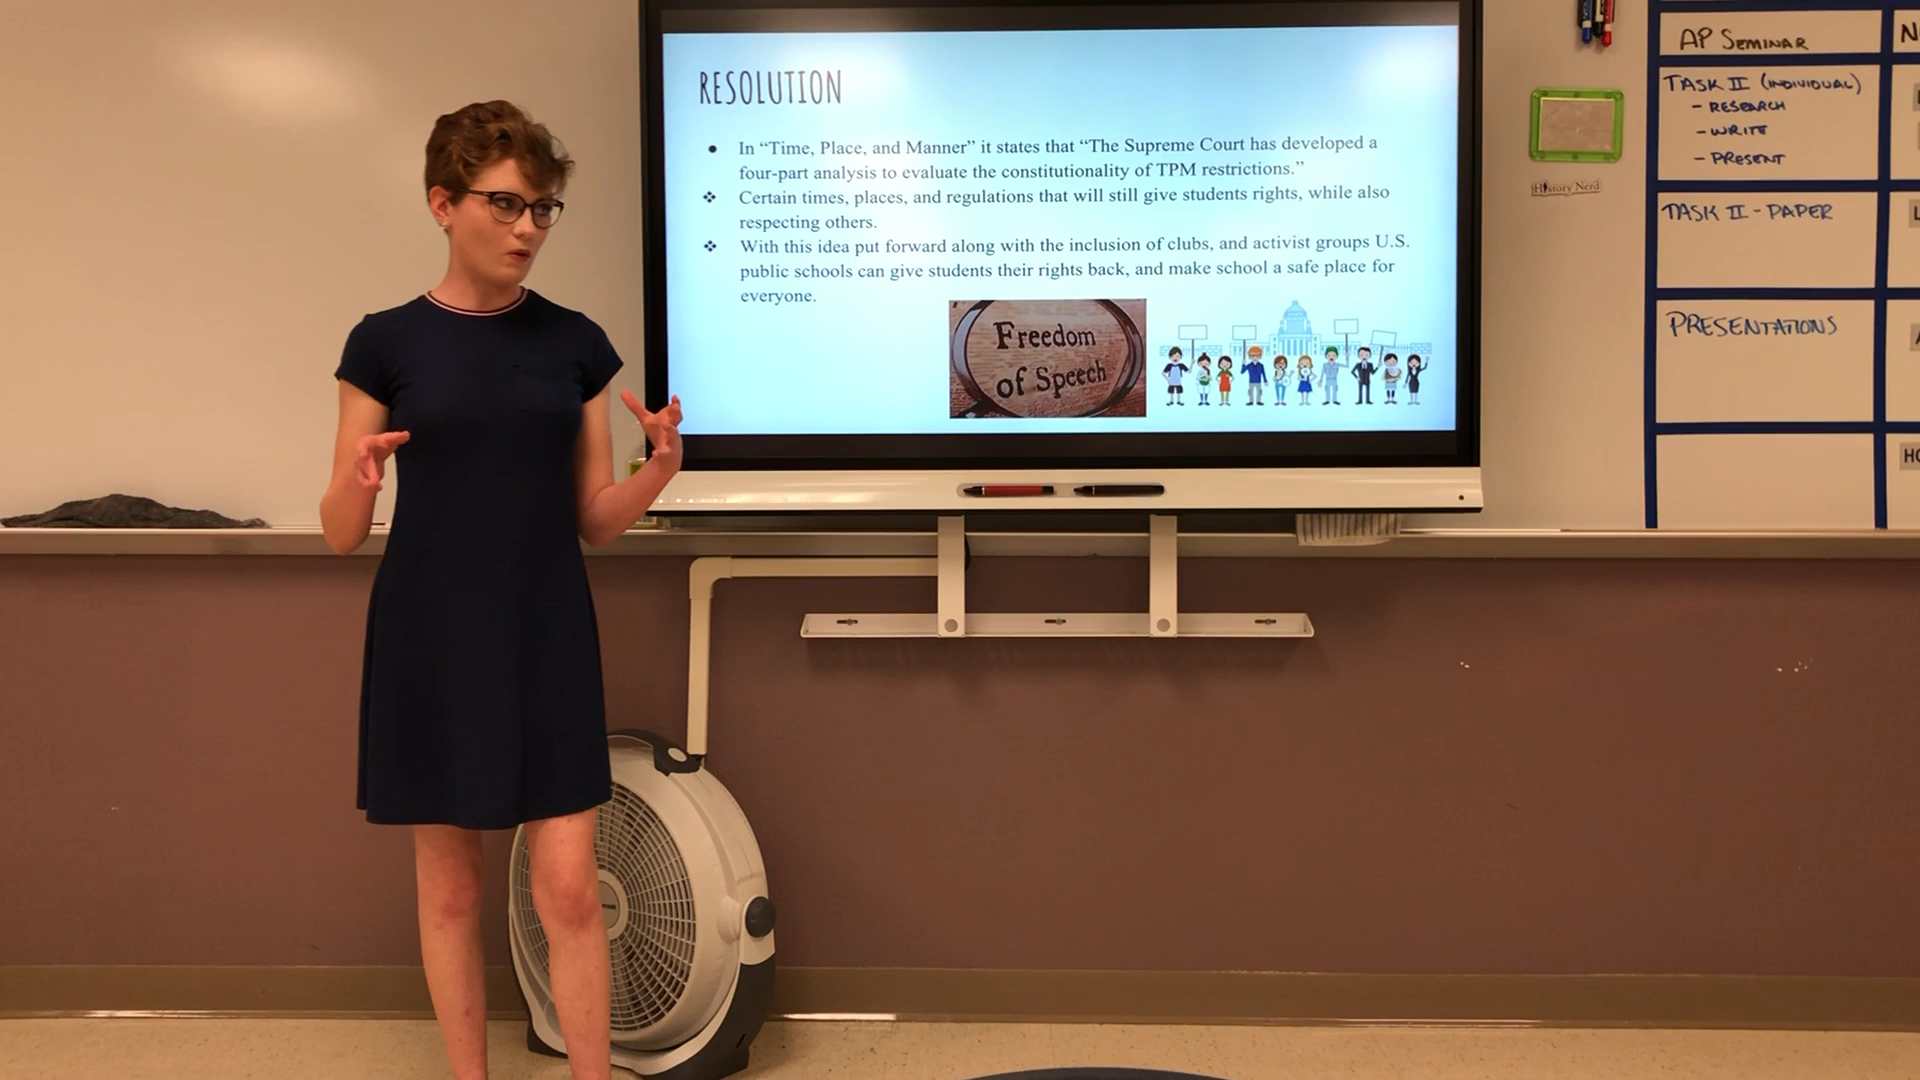 RESOLUTION
● In “Time, Place, and Manner” it states that “The Supreme Court has developed a
four-part analysis to evaluate the constitutionality of TPM restrictions.”
❖ Certain times, places, and regulations that will still give students rights, while also
respecting others.
❖ With this idea put forward along with the inclusion of clubs, and activist groups U.S.
public schools can give students their rights back, and make school a safe place for
everyone.
Freedom
of Speech
History Nerd
AP SEMINAR
TASK II (INDIVIDUAL)
- RESEARCH
- WRITE
- PRESENT
TASK II - PAPER
PRESENTATIONS